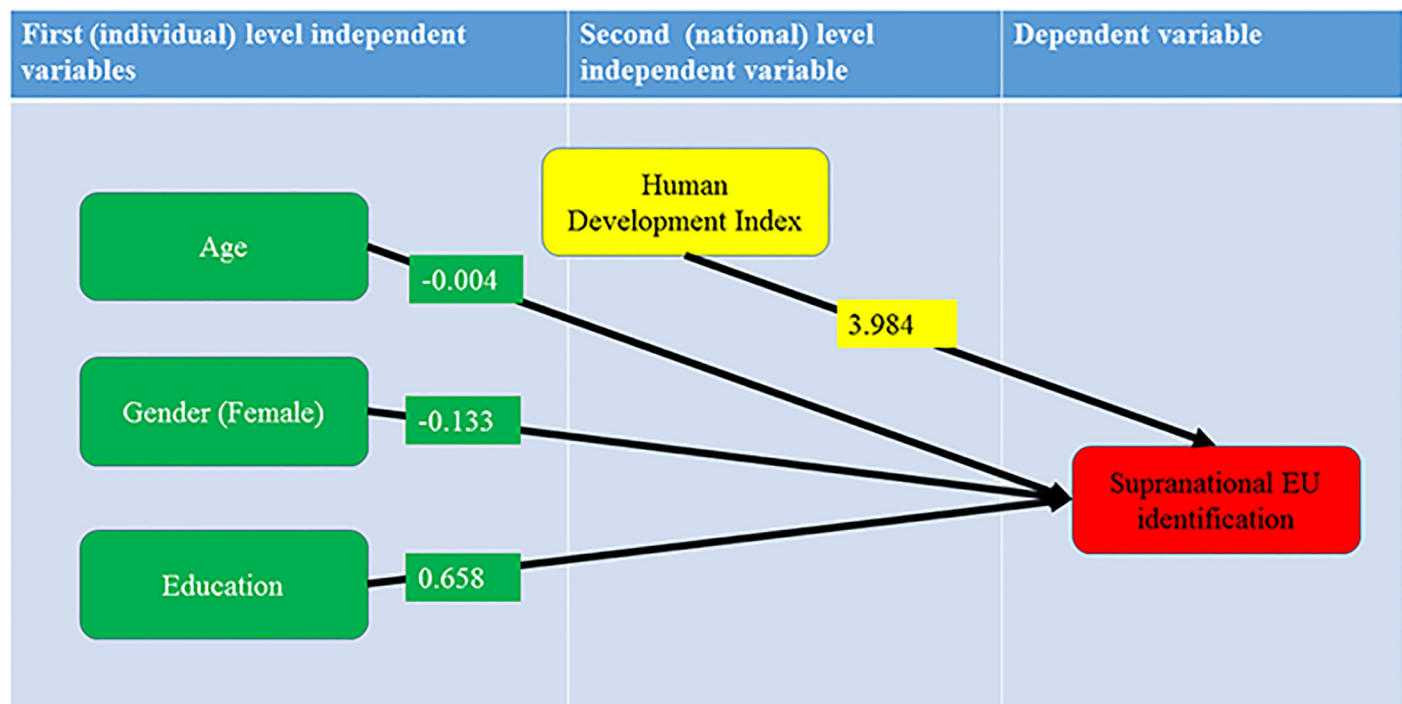 First (individual) level independent
variables
Second (national) level
independent variable
Dependent variable
Human
Development Index
Age
-0.004
3.984
Gender (Female)
-0.133
Supranational EU
identification
Education
0.658